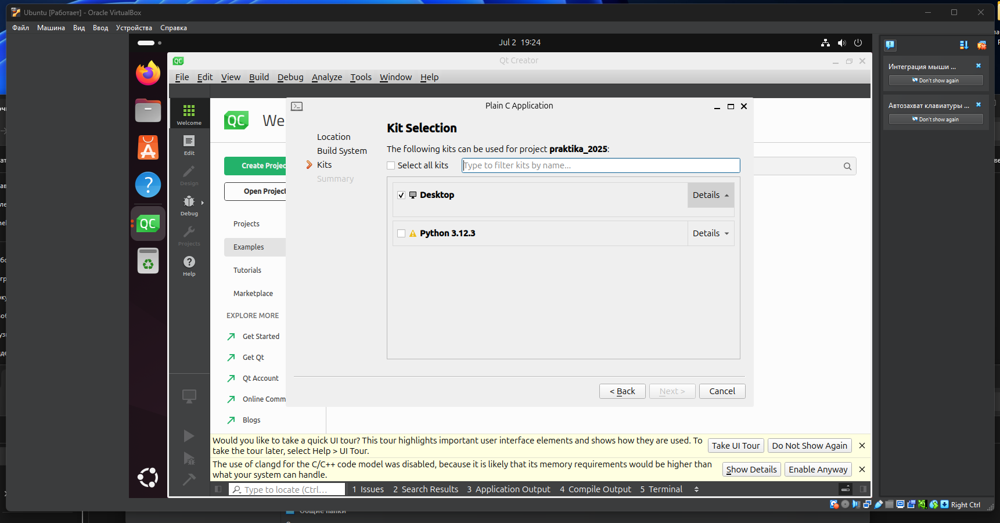 Ubuntu [Работает] - Oracle VirtualBox
Файл Машина Вид Ввод Устройства Справка
Jul 2 19:24
QC Qt Creator
File Edit View Build Debug Analyze Tools Window Help
Welcome
Edit
Design
Debug
Projects
Help
QC
QC We
Create Projec
Open Project
Projects
Examples
Tutorials
Marketplace
EXPLORE MORE
Get Started
Get Qt
Qt Account
Online Comm
Blogs
Plain C Application
Location
Build System
Kits
Summary
Kit Selection
The following kits can be used for project praktika_2025:
Select all kits Type to filter kits by name...
Desktop Details
Python 3.12.3 Details
< Back Next > Cancel
Would you like to take a quick UI tour? This tour highlights important user interface elements and shows how they are used. To
take the tour later, select Help > UI Tour.
Take UI Tour Do Not Show Again
The use of clangd for the C/C++ code model was disabled, because it is likely that its memory requirements would be higher than
what your system can handle.
Show Details Enable Anyway
Type to locate (Ctrl... 1 Issues 2 Search Results 3 Application Output 4 Compile Output 5 Terminal
Интеграция мыши ...
Don't show again
Автозахват клавиатуры ...
Don't show again
Right Ctrl